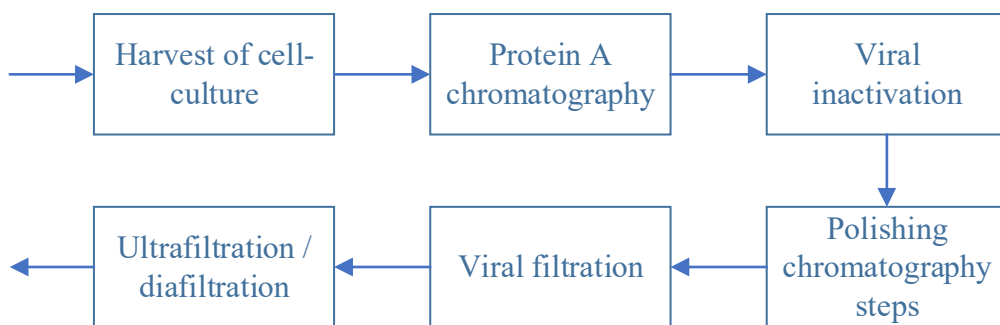 Harvest of cell-
culture
Protein A
chromatography
Viral
inactivation
Polishing
chromatography
steps
Viral filtration
Ultrafiltration /
diafiltration